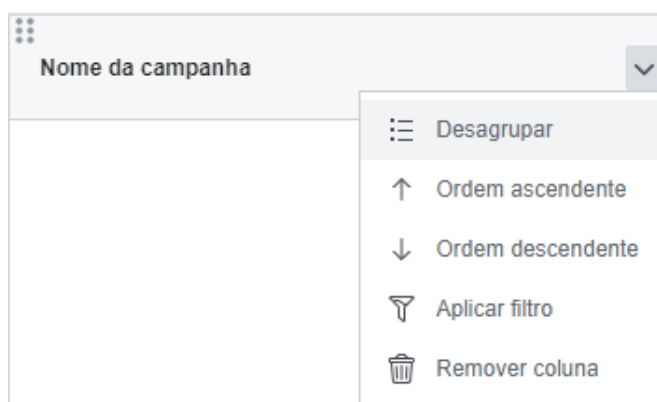 Nome da campanha
Desagrupar
Ordem ascendente
Ordem descendente
Aplicar filtro
Remover coluna